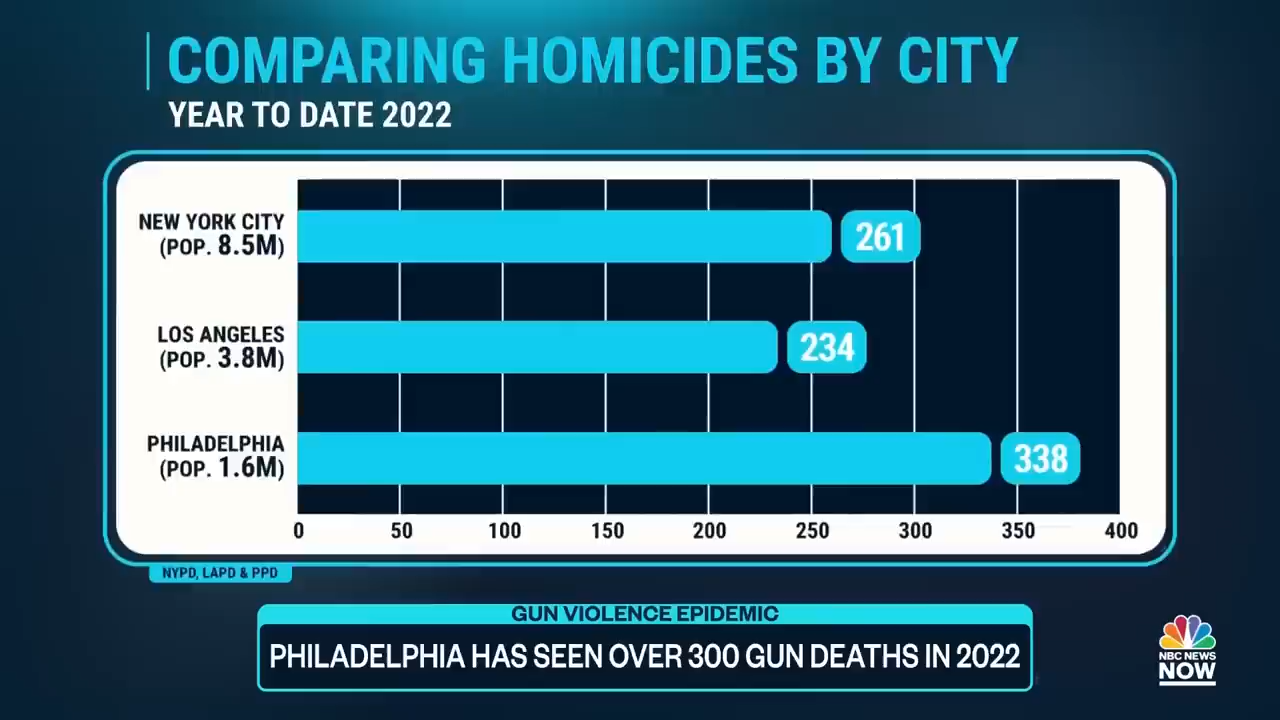 COMPARING HOMICIDES BY CITY
YEAR TO DATE 2022
NEW YORK CITY
(POP. 8.5M)
261
LOS ANGELES
(POP. 3.8M)
234
PHILADELPHIA
(POP. 1.6M)
338
0 50 100 150 200 250 300 350 400
NYPD, LAPD & PPD
GUN VIOLENCE EPIDEMIC
PHILADELPHIA HAS SEEN OVER 300 GUN DEATHS IN 2022
NBC NEWS
NOW